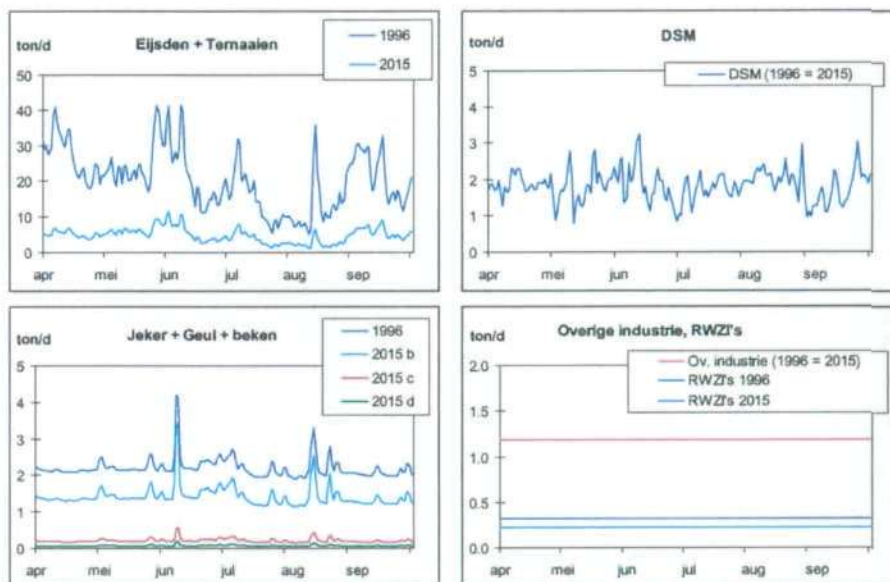 Eijsden + Ternaaien
ton/d
1996
2015
50
40
30
20
10
0
apr mei jun jul aug sep
DSM
ton/d
DSM (1996 = 2015)
5
4
3
2
1
0
apr mei jun jul aug sep
Jeker + Geul + beken
ton/d
1996
2015 b
2015 c
2015 d
5
4
3
2
1
0
apr mei jun jul aug sep
Overige industrie, RWZI's
ton/d
Ov. industrie (1996 = 2015)
RWZI's 1996
RWZI's 2015
2.0
1.5
1.0
0.5
0.0
apr mei jun jul aug sep